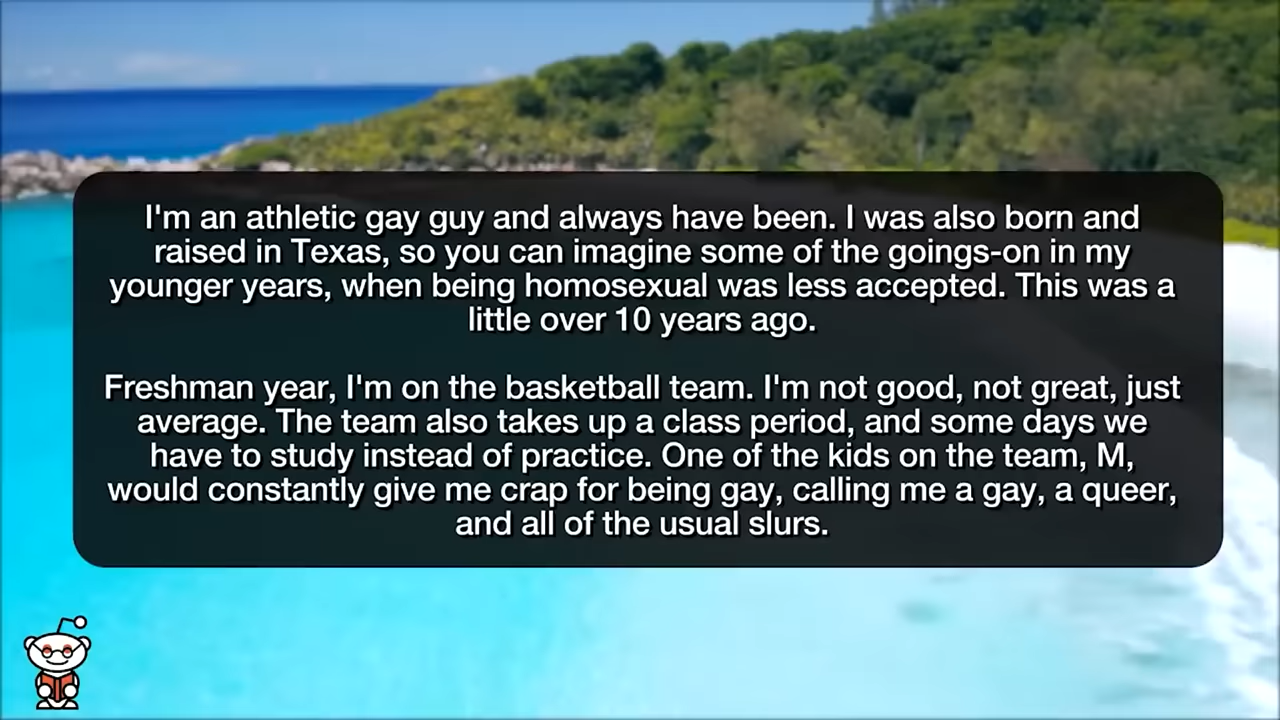 I'm an athletic gay guy and always have been. I was also born and
raised in Texas, so you can imagine some of the goings-on in my
younger years, when being homosexual was less accepted. This was a
little over 10 years ago.
Freshman year, I'm on the basketball team. I'm not good, not great, just
average. The team also takes up a class period, and some days we
have to study instead of practice. One of the kids on the team, M,
would constantly give me crap for being gay, calling me a gay, a queer,
and all of the usual slurs.